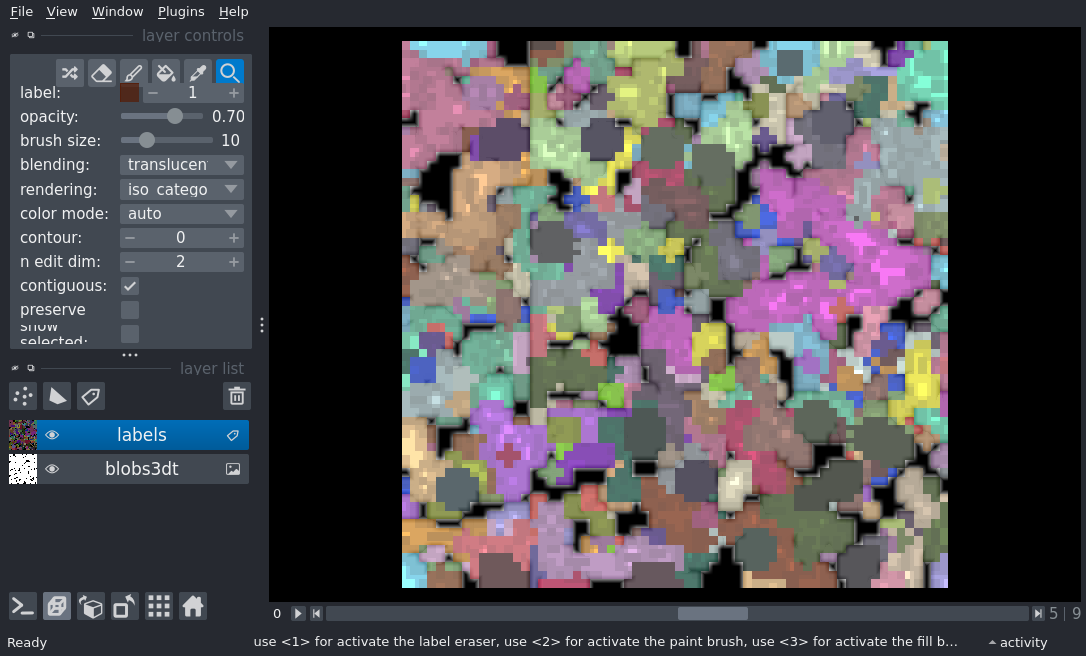 File View Window Plugins Help
layer controls
label: 1
opacity: 0.70
brush size: 10
blending: translucen
rendering: iso_catego
color mode: auto
contour: 0
n edit dim: 2
contiguous:
preserve
show
selected:
layer list
labels
blobs3dt
0 5 | 9
Ready use <1> for activate the label eraser, use <2> for activate the paint brush, use <3> for activate the fill b... activity